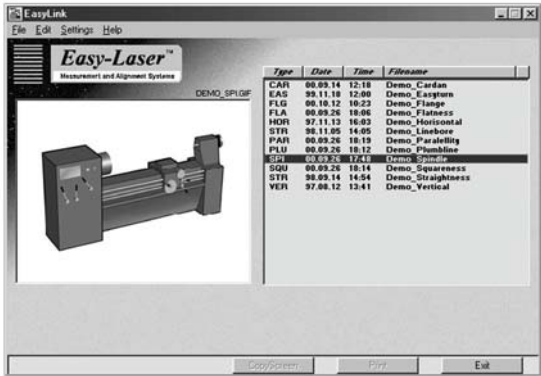 EasyLink
File Edit Settings Help
Easy-Laser™
Measurement and Alignment Systems
DEMO_SPI.GIF
Type Date Time Filename
CAR 00.09.14 12:18 Demo_Cardan
EAS 99.11.18 12:00 Demo_Easyturn
FLG 00.10.12 10:23 Demo_Flange
FLA 00.09.26 18:06 Demo_Flatness
HOR 97.11.13 16:03 Demo_Horisontal
STR 98.11.05 14:05 Demo_Linebore
PAR 00.09.26 18:19 Demo_Paralellity
PLU 00.09.26 18:12 Demo_Plumbline
SPI 00.09.26 17:48 Demo_Spindle
SQU 00.09.26 18:14 Demo_Squareness
STR 98.09.14 14:54 Demo_Straightness
VER 97.08.12 13:41 Demo_Vertical
CopyScreen Print Exit